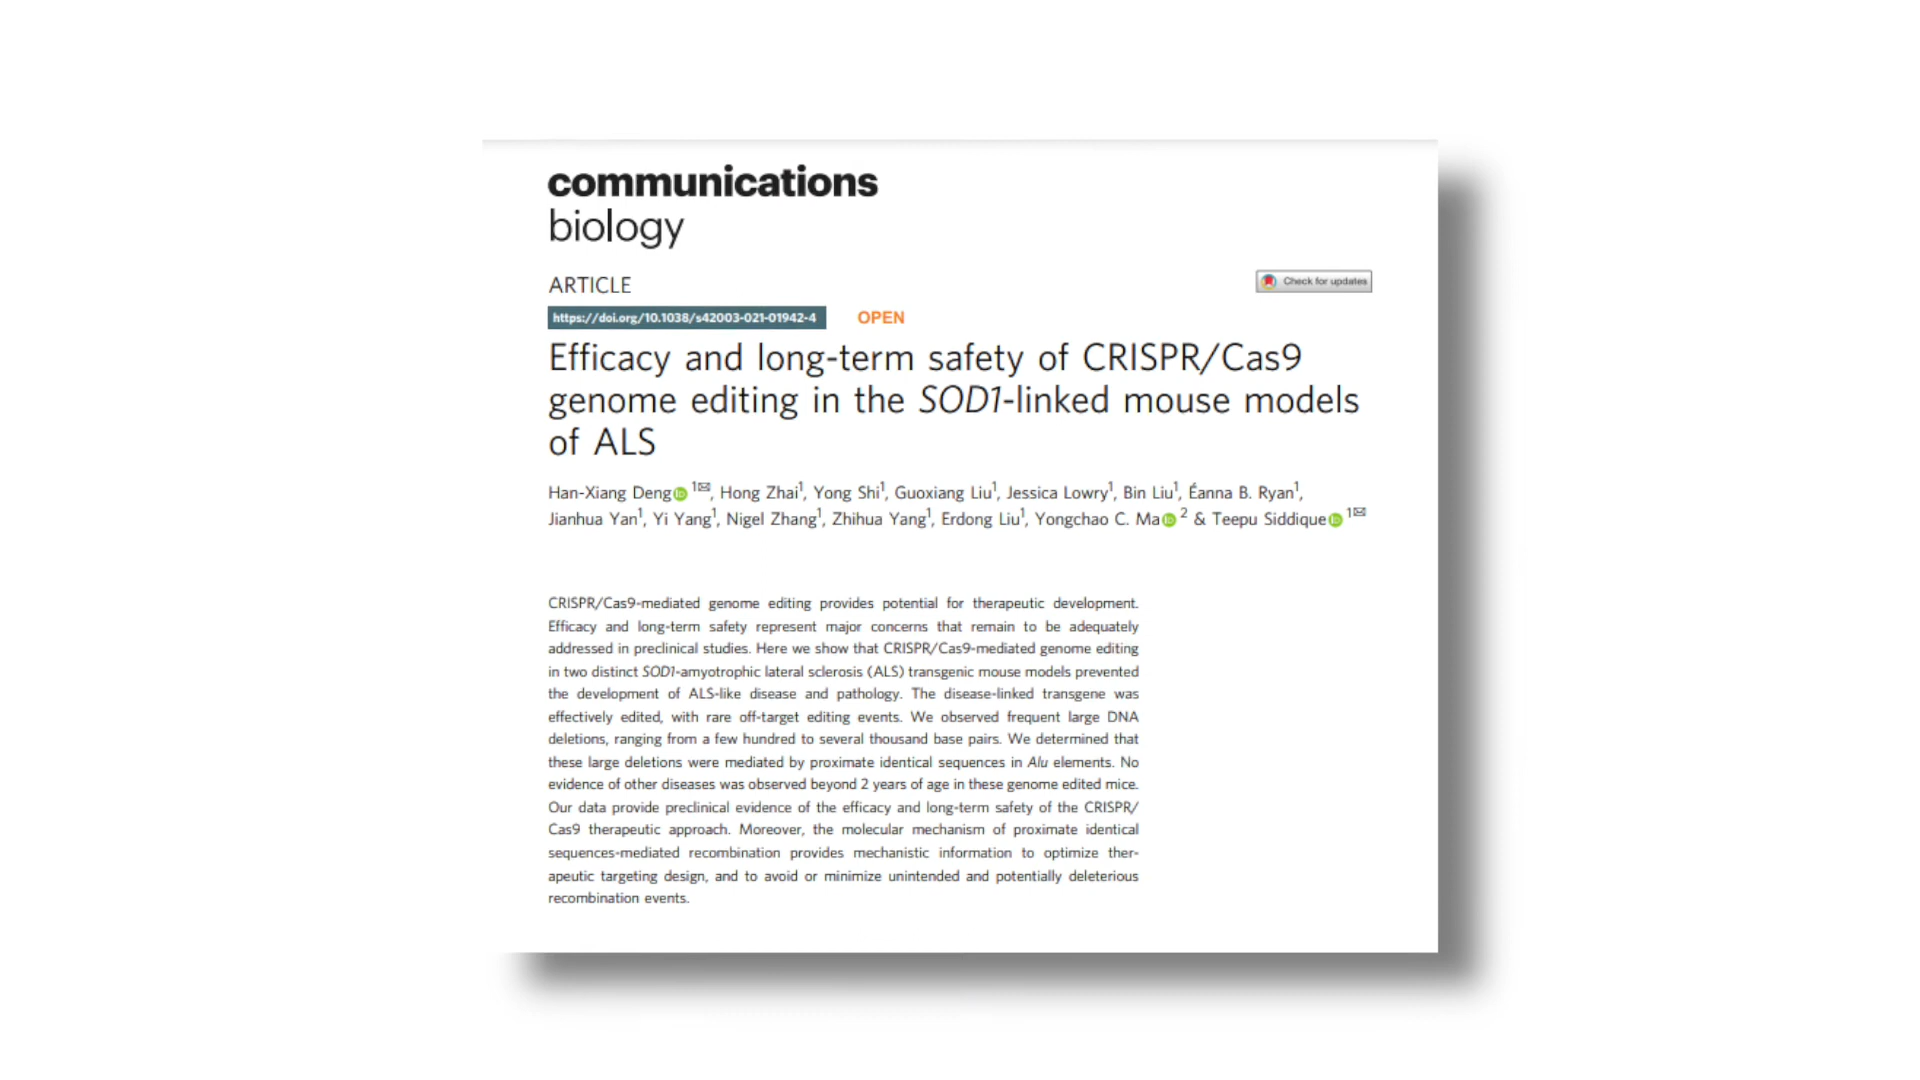 communications
biology
ARTICLE
Check for updates
https://doi.org/10.1038/s42003-021-01942-4 OPEN
Efficacy and long-term safety of CRISPR/Cas9
genome editing in the SOD1-linked mouse models
of ALS
Han-Xiang Deng 1✉, Hong Zhai1, Yong Shi1, Guoxiang Liu1, Jessica Lowry1, Bin Liu1, Éanna B. Ryan1,
Jianhua Yan1, Yi Yang1, Nigel Zhang1, Zhihua Yang1, Erdong Liu1, Yongchao C. Ma 2 & Teepu Siddique 1✉
CRISPR/Cas9-mediated genome editing provides potential for therapeutic development.
Efficacy and long-term safety represent major concerns that remain to be adequately
addressed in preclinical studies. Here we show that CRISPR/Cas9-mediated genome editing
in two distinct SOD1-amyotrophic lateral sclerosis (ALS) transgenic mouse models prevented
the development of ALS-like disease and pathology. The disease-linked transgene was
effectively edited, with rare off-target editing events. We observed frequent large DNA
deletions, ranging from a few hundred to several thousand base pairs. We determined that
these large deletions were mediated by proximate identical sequences in Alu elements. No
evidence of other diseases was observed beyond 2 years of age in these genome edited mice.
Our data provide preclinical evidence of the efficacy and long-term safety of the CRISPR/
Cas9 therapeutic approach. Moreover, the molecular mechanism of proximate identical
sequences-mediated recombination provides mechanistic information to optimize ther-
apeutic targeting design, and to avoid or minimize unintended and potentially deleterious
recombination events.